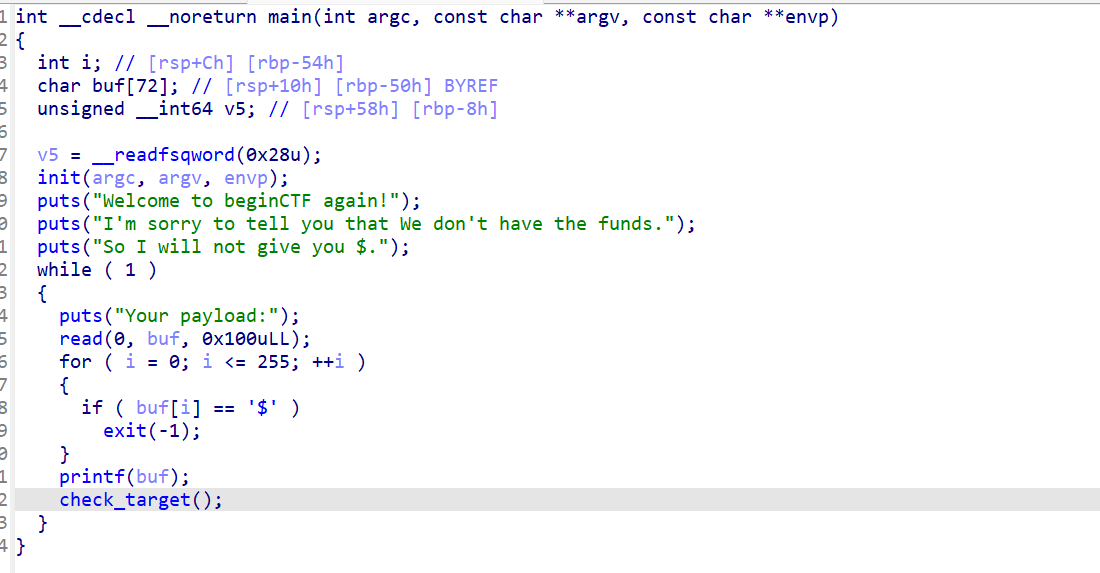 1 int __cdecl __noreturn main(int argc, const char **argv, const char **envp)
2 {
3   int i; // [rsp+Ch] [rbp-54h]
4   char buf[72]; // [rsp+10h] [rbp-50h] BYREF
5   unsigned __int64 v5; // [rsp+58h] [rbp-8h]
6
7   v5 = __readfsqword(0x28u);
8   init(argc, argv, envp);
9   puts("Welcome to beginCTF again!");
0   puts("I'm sorry to tell you that We don't have the funds.");
1   puts("So I will not give you $.");
2   while ( 1 )
3   {
4     puts("Your payload:");
5     read(0, buf, 0x100uLL);
6     for ( i = 0; i <= 255; ++i )
7     {
8       if ( buf[i] == '$' )
9         exit(-1);
0     }
1     printf(buf);
2     check_target();
3   }
4 }